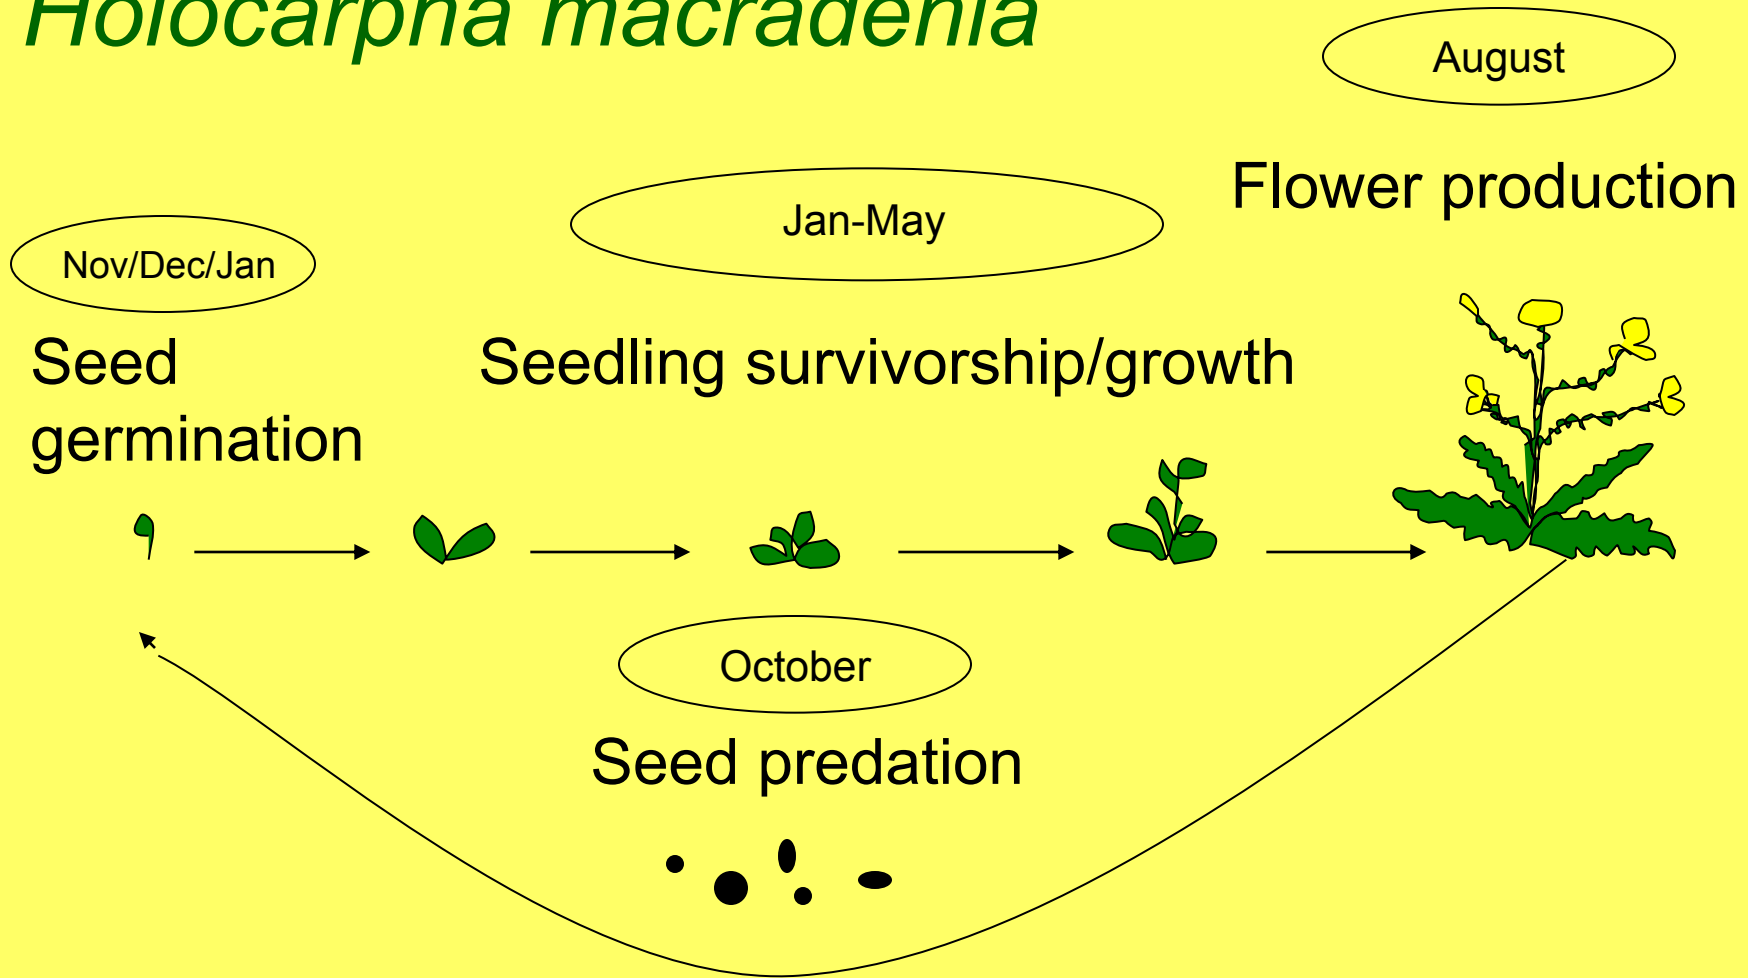 Holocarpha macradenia
August
Flower production
Jan-May
Nov/Dec/Jan
Seed
germination
Seedling survivorship/growth
October
Seed predation